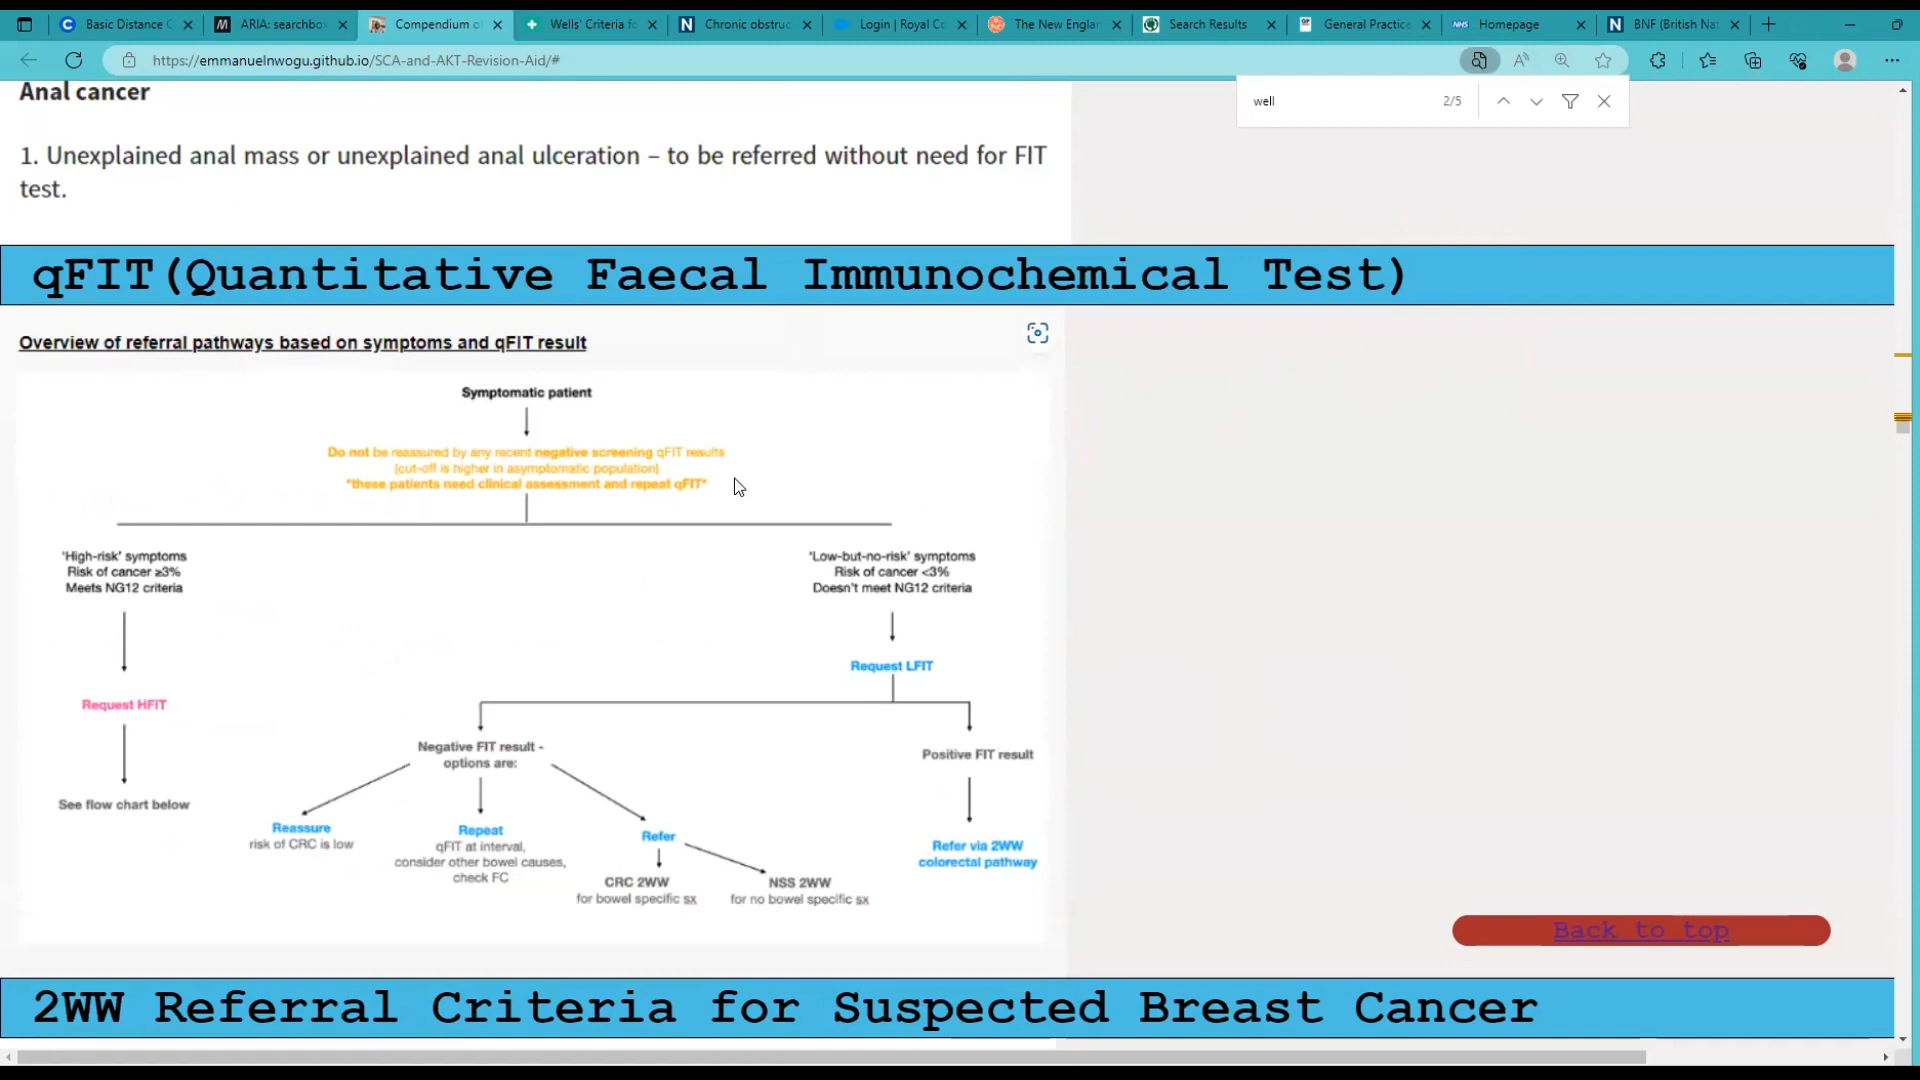 Basic Distance C
ARIA: searchbox
Compendium o
Wells' Criteria fo
Chronic obstruc
Login | Royal Co
The New Englan
Search Results
General Practice
Homepage
BNF (British Nat
https://emmanuelnwogu.github.io/SCA-and-AKT-Revision-Aid/#
well
2/5
Anal cancer
1. Unexplained anal mass or unexplained anal ulceration – to be referred without need for FIT
test.
qFIT(Quantitative Faecal Immunochemical Test)
Overview of referral pathways based on symptoms and qFIT result
Symptomatic patient
Do not be reassured by any recent negative screening qFIT results
(cut-off is higher in asymptomatic population)
*these patients need clinical assessment and repeat qFIT*
'High-risk' symptoms
Risk of cancer ≥3%
Meets NG12 criteria
'Low-but-no-risk' symptoms
Risk of cancer <3%
Doesn't meet NG12 criteria
Request LFIT
Request HFIT
Negative FIT result -
options are:
Positive FIT result
See flow chart below
Reassure
risk of CRC is low
Repeat
qFIT at interval,
consider other bowel causes,
check FC
Refer
CRC 2WW
for bowel specific sx
NSS 2WW
for no bowel specific sx
Refer via 2WW
colorectal pathway
Back to top
2WW Referral Criteria for Suspected Breast Cancer